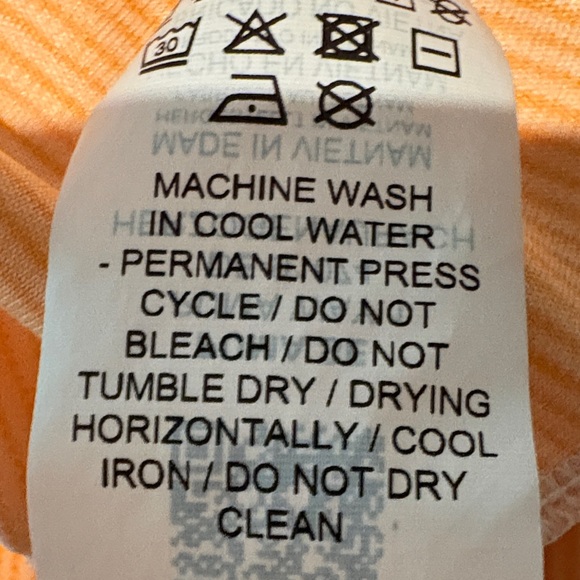 30
MACHINE WASH
IN COOL WATER
- PERMANENT PRESS
CYCLE / DO NOT
BLEACH / DO NOT
TUMBLE DRY / DRYING
HORIZONTALLY / COOL
IRON / DO NOT DRY
CLEAN
MADE IN VIETNAM